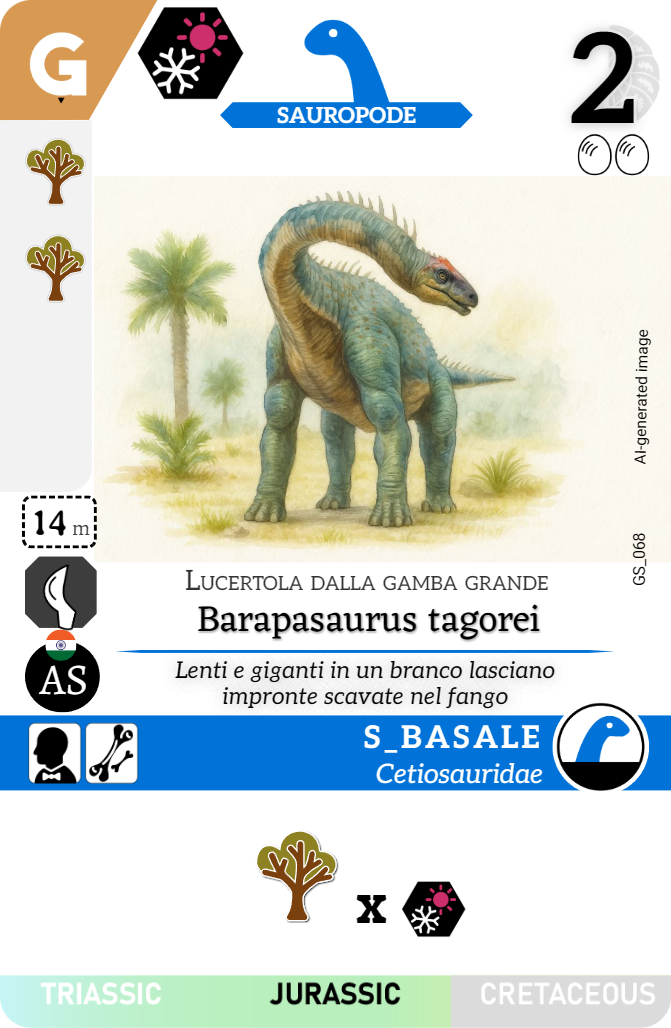 G
SAUROPODE
2
AI-generated image
14 m
GS_068
Lucertola dalla gamba grande
Barapasaurus tagorei
AS
Lenti e giganti in un branco lasciano
impronte scavate nel fango
S_BASALE
Cetiosauridae
x
TRIASSIC JURASSIC CRETACEOUS